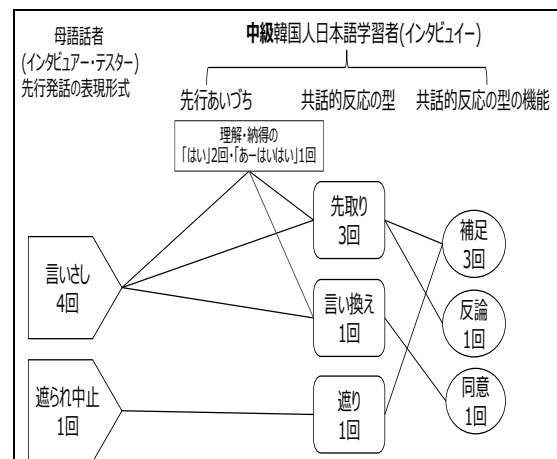 母語話者
(インタビュアー・テスター)
先行発話の表現形式
中級韓国人日本語学習者(インタビュイー)
先行あいづち
共話的反応の型
共話的反応の型の機能
理解・納得の
「はい」2回・「あーはいはい」1回
言いさし
4回
遮られ中止
1回
先取り
3回
言い換え
1回
遮り
1回
補足
3回
反論
1回
同意
1回